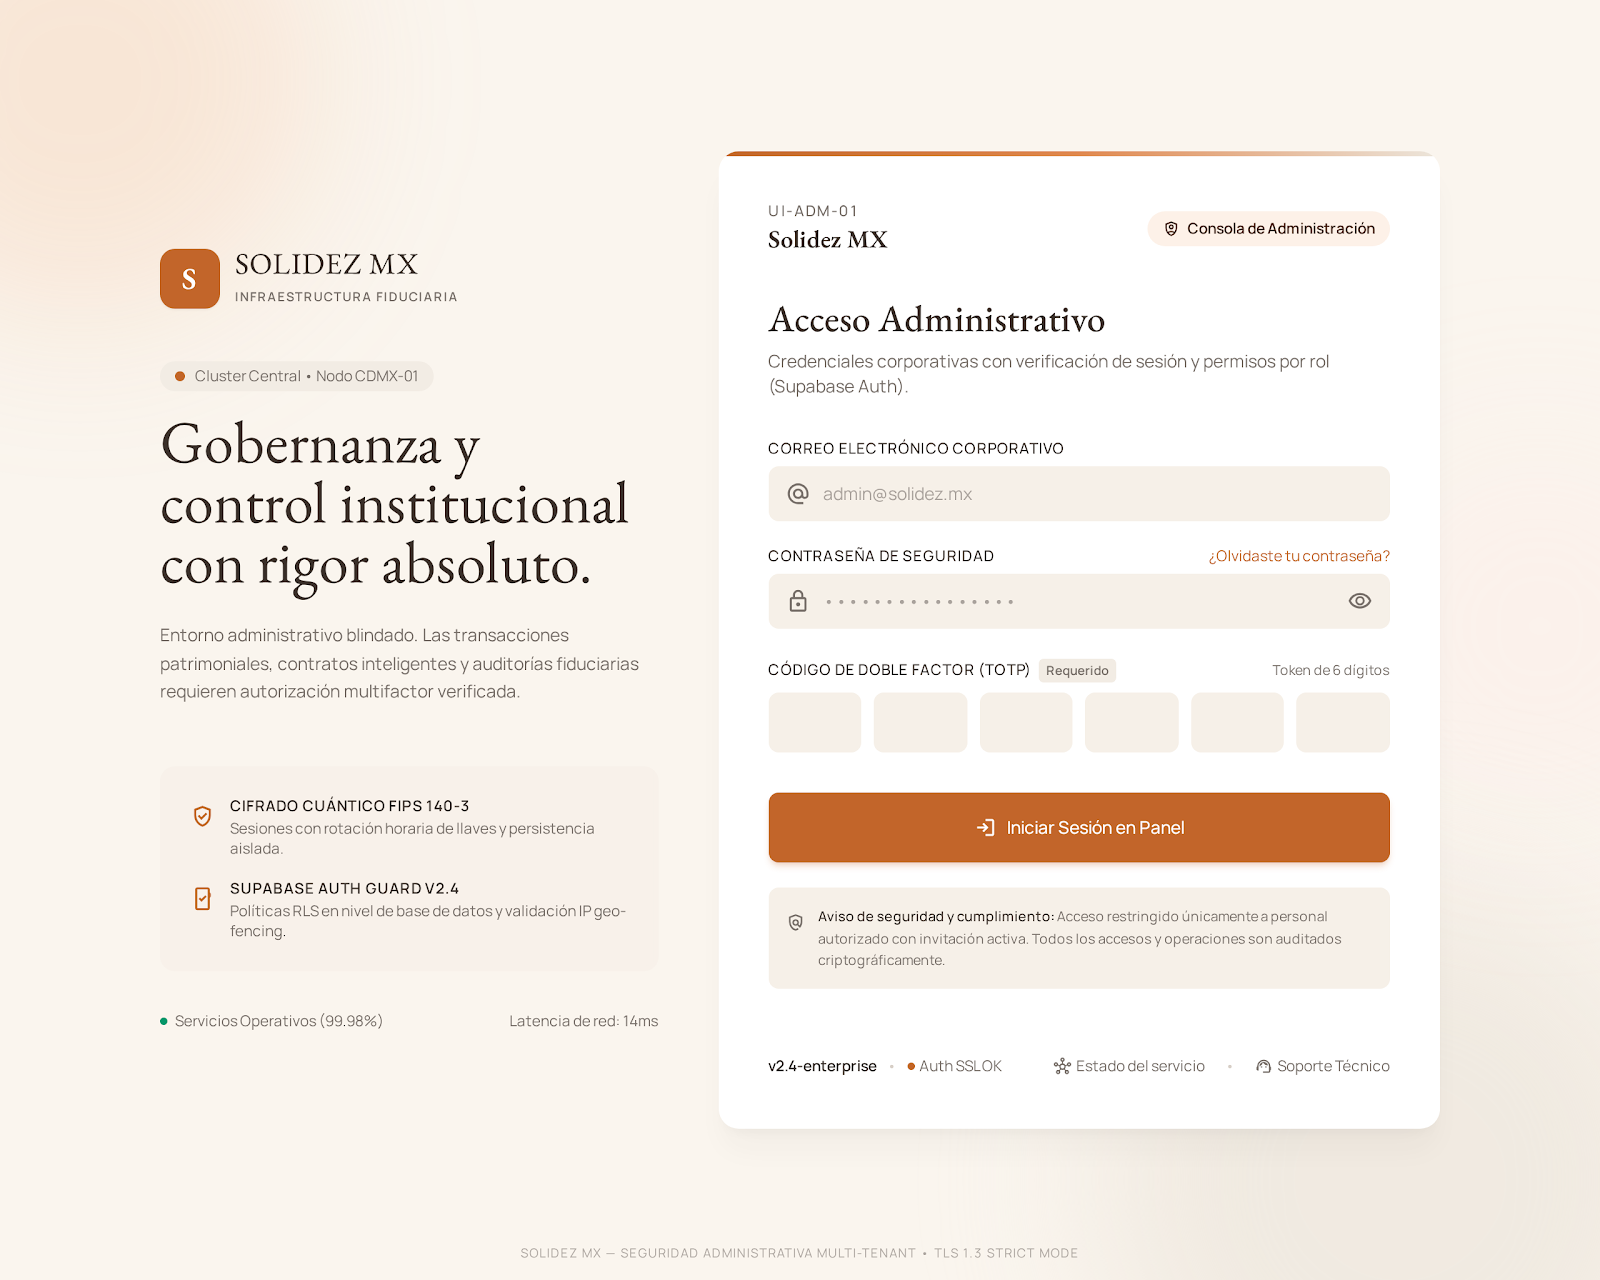 S
SOLIDEZ MX
INFRAESTRUCTURA FIDUCIARIA
Cluster Central • Nodo CDMX-01
Gobernanza y
control institucional
con rigor absoluto.
Entorno administrativo blindado. Las transacciones
patrimoniales, contratos inteligentes y auditorías fiduciarias
requieren autorización multifactor verificada.
CIFRADO CUÁNTICO FIPS 140-3
Sesiones con rotación horaria de llaves y persistencia
aislada.
SUPABASE AUTH GUARD V2.4
Políticas RLS en nivel de base de datos y validación IP geo-
fencing.
Servicios Operativos (99.98%)
Latencia de red: 14ms
UI-ADM-01
Solidez MX
Consola de Administración
Acceso Administrativo
Credenciales corporativas con verificación de sesión y permisos por rol
(Supabase Auth).
CORREO ELECTRÓNICO CORPORATIVO
admin@solidez.mx
CONTRASEÑA DE SEGURIDAD
¿Olvidaste tu contraseña?
••••••••••••••••
CÓDIGO DE DOBLE FACTOR (TOTP) Requerido
Token de 6 dígitos
Iniciar Sesión en Panel
Aviso de seguridad y cumplimiento: Acceso restringido únicamente a personal
autorizado con invitación activa. Todos los accesos y operaciones son auditados
criptográficamente.
v2.4-enterprise • Auth SSL OK
Estado del servicio • Soporte Técnico
SOLIDEZ MX — SEGURIDAD ADMINISTRATIVA MULTI-TENANT • TLS 1.3 STRICT MODE